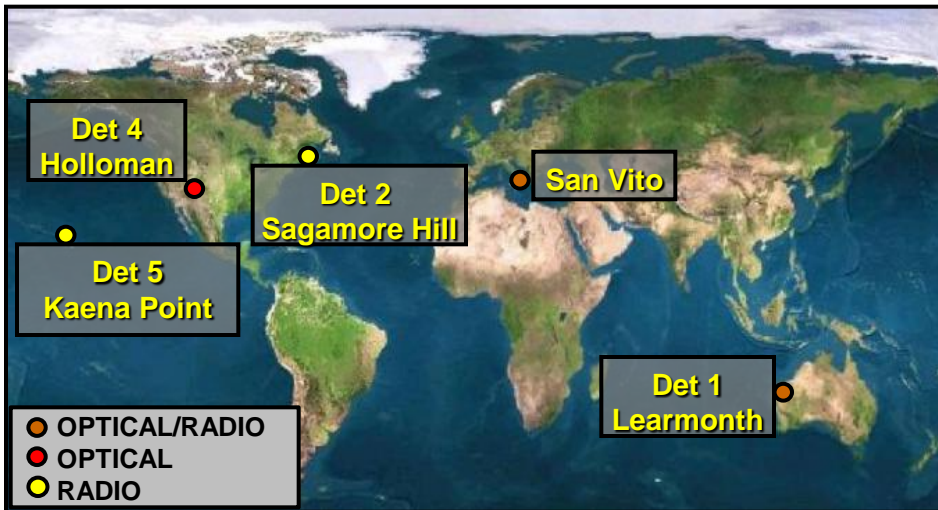 Det 4
Holloman
Det 2
Sagamore Hill
San Vito
Det 5
Kaena Point
Det 1
Learmonth
OPTICAL/RADIO
OPTICAL
RADIO